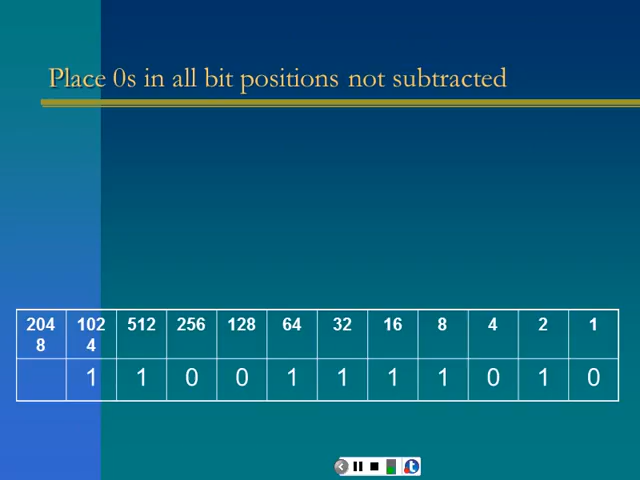 Place 0s in all bit positions not subtracted
204 102 512 256 128 64 32 16 8 4 2 1
8 4
1 1 0 0 1 1 1 1 0 1 0